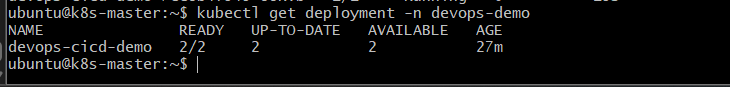 ubuntu@k8s-master:~$ kubectl get deployment -n devops-demo
NAME READY UP-TO-DATE AVAILABLE AGE
devops-cicd-demo 2/2 2 2 27m
ubuntu@k8s-master:~$